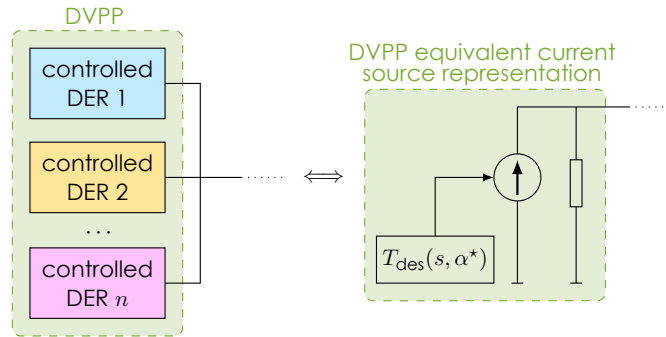 DVPP
controlled
DER 1
controlled
DER 2
...
controlled
DER n
⟺
DVPP equivalent current
source representation
T_des(s, α*)